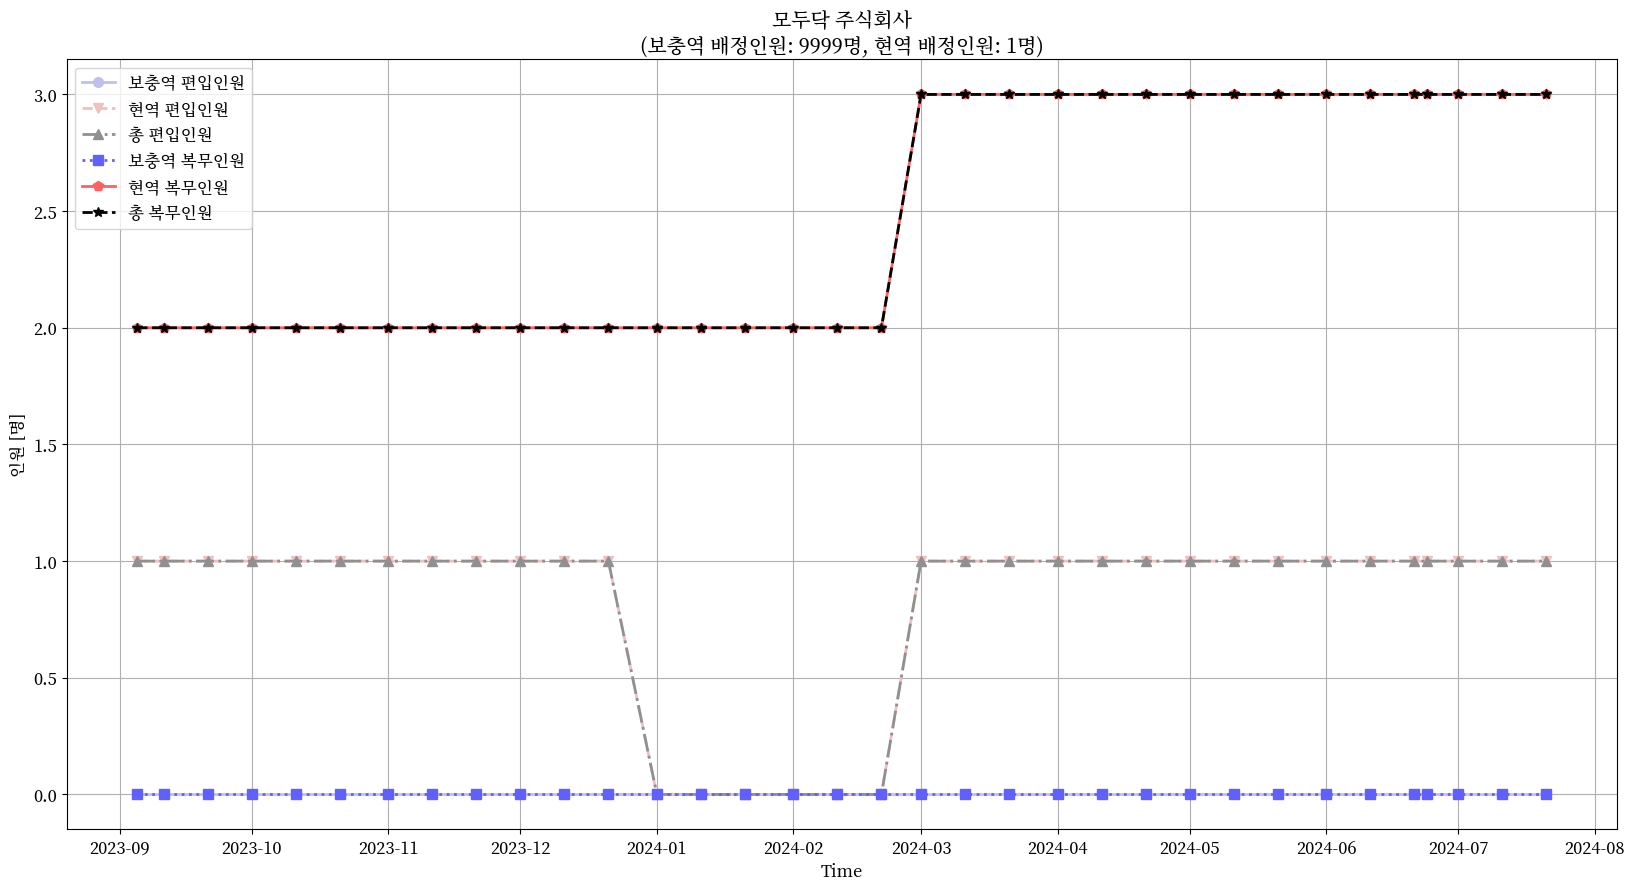 모두닥 주식회사
(보충역 배정인원: 9999명, 현역 배정인원: 1명)
보충역 편입인원
현역 편입인원
총 편입인원
보충역 복무인원
현역 복무인원
총 복무인원
인원 [명]
3.0
2.5
2.0
1.5
1.0
0.5
0.0
2023-09
2023-10
2023-11
2023-12
2024-01
2024-02
2024-03
2024-04
2024-05
2024-06
2024-07
2024-08
Time